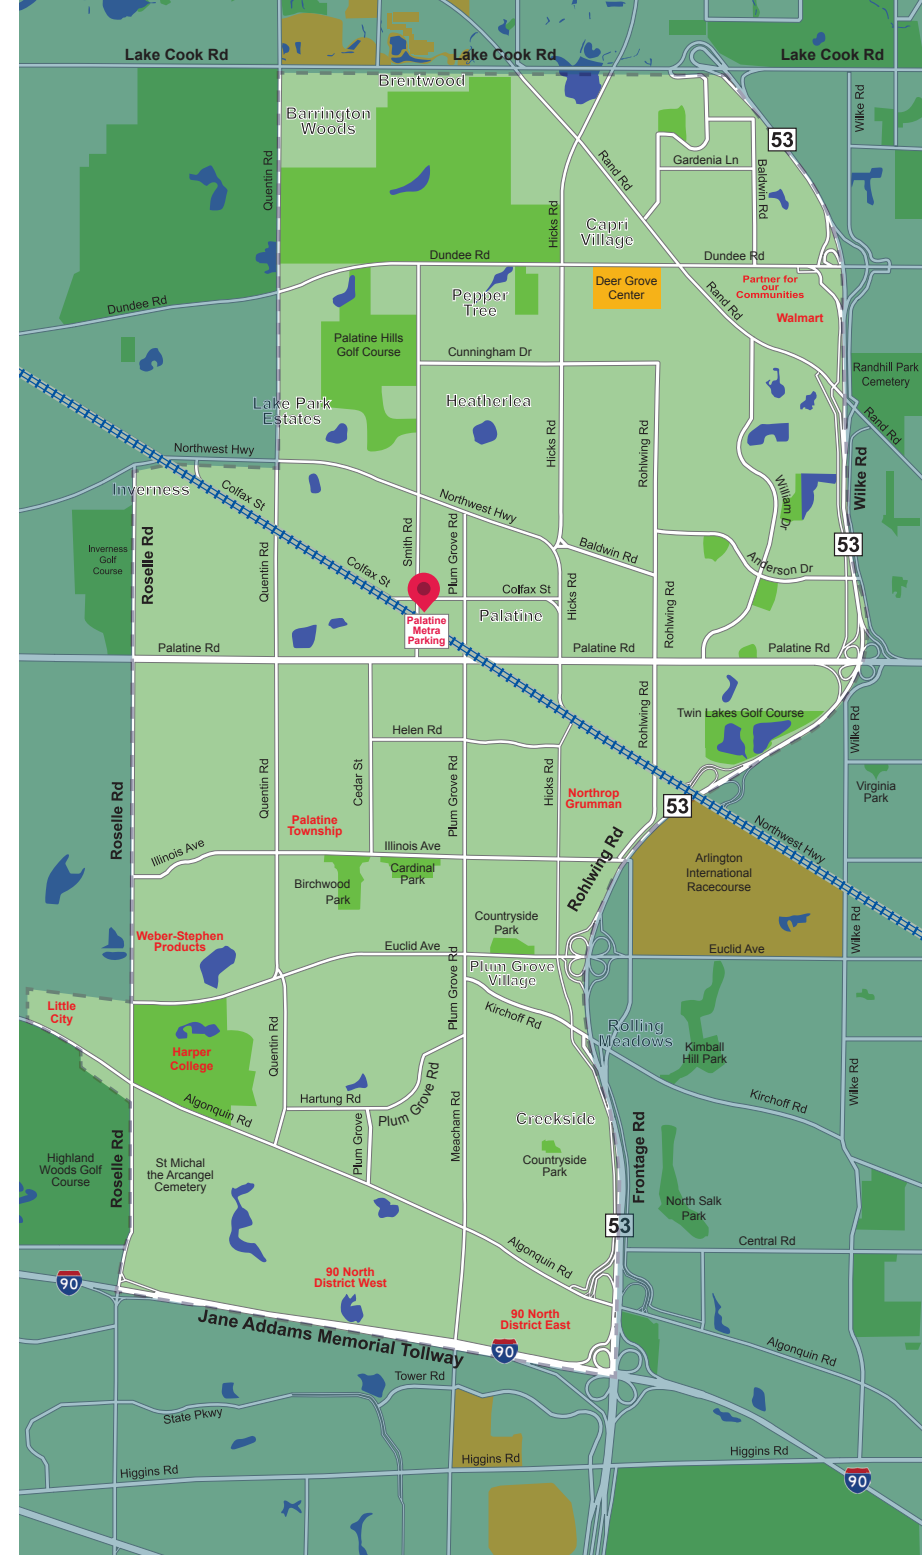 Lake Cook Rd
Lake Cook Rd
Lake Cook Rd
Brentwood
Barrington
Woods
Wilke Rd
53
Quentin Rd
Rand Rd
Gardenia Ln
Baldwin Rd
Hicks Rd
Capri
Village
Dundee Rd
Dundee Rd
Dundee Rd
Pepper
Tree
Deer Grove
Center
Partner for
our
Communities
Rand Rd
Walmart
Palatine Hills
Golf Course
Cunningham Dr
Randhill Park
Cemetery
Lake Park
Estates
Heatherlea
Rand Rd
Hicks Rd
Rohlwing Rd
Northwest Hwy
Wilke Rd
Inverness
Colfax St
Northwest Hwy
William Dr
Smith Rd
Plum Grove Rd
53
Inverness
Golf
Course
Roselle Rd
Quentin Rd
Colfax St
Baldwin Rd
Anderson Dr
Colfax St
Hicks Rd
Rohlwing Rd
Palatine
Palatine
Metra
Parking
Palatine Rd
Palatine Rd
Palatine Rd
Rohlwing Rd
Twin Lakes Golf Course
Wilke Rd
Helen Rd
Roselle Rd
Quentin Rd
Cedar St
Plum Grove Rd
Hicks Rd
Northrop
Grumman
53
Virginia
Park
Palatine
Township
Northwest Hwy
Illinois Ave
Illinois Ave
Rohlwing Rd
Arlington
International
Racecourse
Birchwood
Park
Cardinal
Park
Countryside
Park
Wilke Rd
Weber-Stephen
Products
Euclid Ave
Euclid Ave
Plum Grove
Village
Plum Grove Rd
Little
City
Kirchoff Rd
Rolling
Meadows
Harper
College
Quentin Rd
Kimball
Hill Park
Wilke Rd
Algonquin Rd
Hartung Rd
Plum Grove Rd
Kirchoff Rd
Creekside
Meacham Rd
Plum Grove
Frontage Rd
Roselle Rd
Highland
Woods Golf
Course
St Michal
the Arcangel
Cemetery
Countryside
Park
North Salk
Park
53
Central Rd
Algonquin Rd
90
90 North
District West
90 North
District East
Jane Addams Memorial Tollway
90
Algonquin Rd
Tower Rd
State Pkwy
Higgins Rd
Higgins Rd
Higgins Rd
90